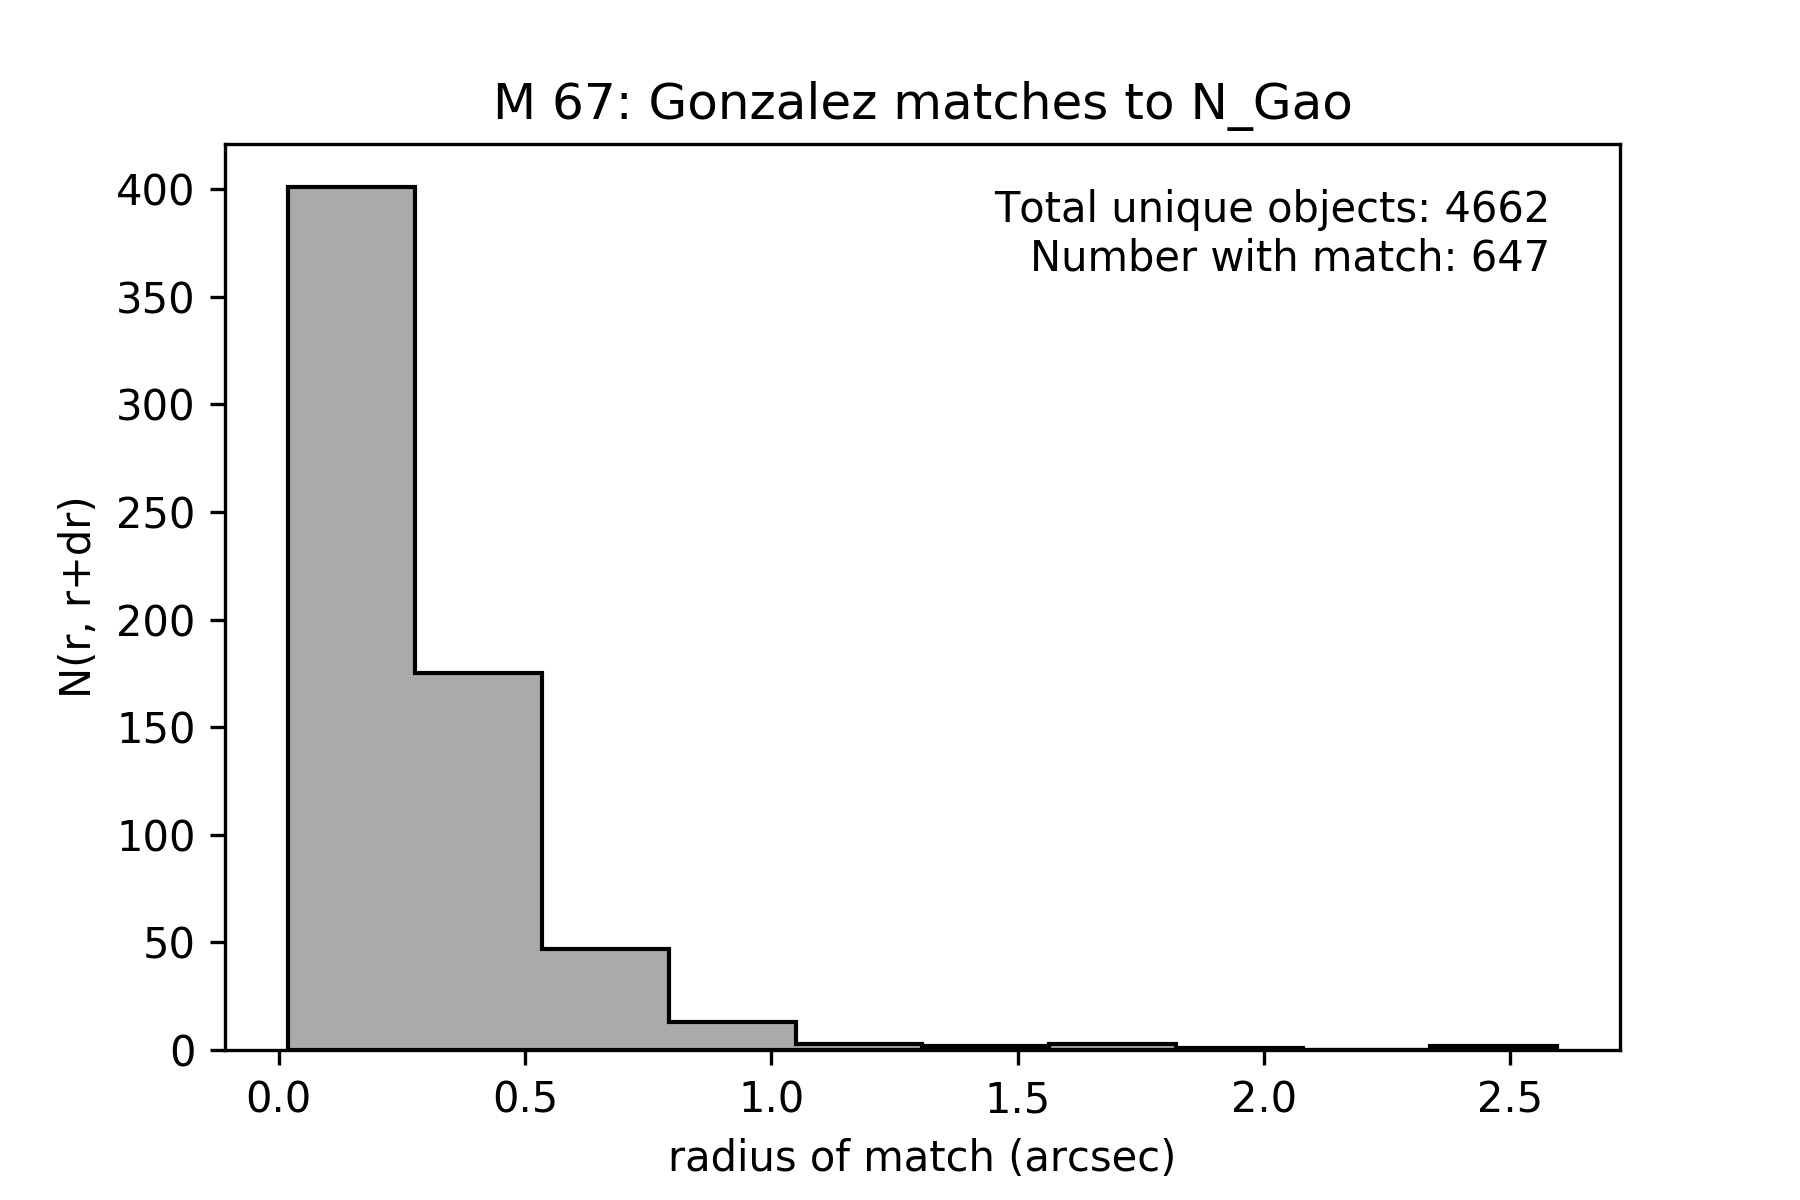 M 67: Gonzalez matches to N_Gao
Total unique objects: 4662
Number with match: 647
400
350
300
250
200
150
100
50
0
N(r, r+dr)
0.0 0.5 1.0 1.5 2.0 2.5
radius of match (arcsec)